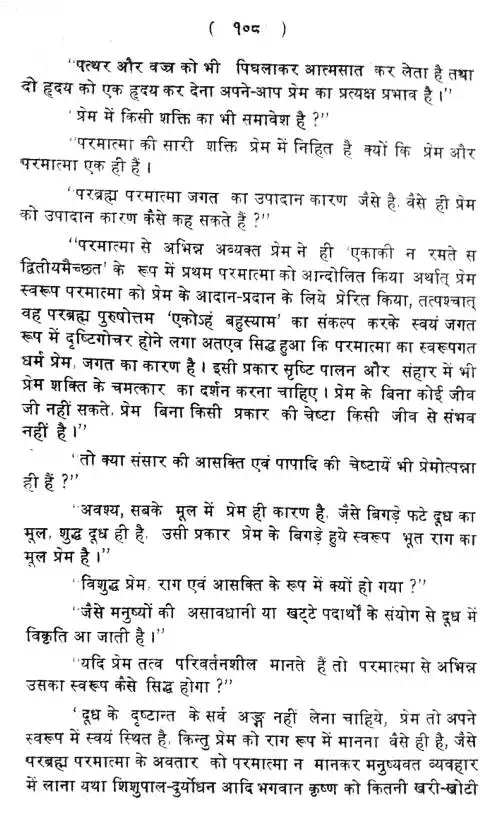 ( १०८ )
“पत्थर और वज्र को भी पिघलाकर आत्मसात कर लेता है तथा
दो हृदय को एक हृदय कर देना अपने-आप प्रेम का प्रत्यक्ष प्रभाव है।”
‘प्रेम में किसी शक्ति का भी समावेश है ?”
“परमात्मा की सारी शक्ति प्रेम में निहित है क्यों कि प्रेम और
परमात्मा एक ही हैं ।
“परब्रह्म परमात्मा जगत का उपादान कारण जैसे है. वैसे ही प्रेम
को उपादान कारण कैसे कह सकते हैं ?”
“परमात्मा से अभिन्न अव्यक्त प्रेम ने ही ‘एकाकी न रमते स
द्वितीयमैच्छत’ के रूप में प्रथम परमात्मा को आन्दोलित किया अर्थात् प्रेम
स्वरूप परमात्मा को प्रेम के आदान-प्रदान के लिये प्रेरित किया, तत्पश्चात्
वह परब्रह्म पुरुषोत्तम ‘एकोऽहं बहुस्याम’ का संकल्प करके स्वयं जगत
रूप में दृष्टिगोचर होने लगा अतएव सिद्ध हुआ कि परमात्मा का स्वरूपगत
धर्म प्रेम, जगत का कारण है । इसी प्रकार सृष्टि पालन और संहार में भी
प्रेम शक्ति के चमत्कार का दर्शन करना चाहिए । प्रेम के बिना कोई जीव
जी नहीं सकते, प्रेम बिना किसी प्रकार की चेष्टा किसी जीव से संभव
नहीं है ।”
“तो क्या संसार की आसक्ति एवं पापादि की चेष्टायें भी प्रेमोत्पन्ना
ही हैं ?”
“अवश्य, सबके मूल में प्रेम ही कारण है, जैसे बिगड़े फटे दूध का
मूल, शुद्ध दूध ही है, उसी प्रकार प्रेम के बिगड़े हुये स्वरूप भूत राग का
मूल प्रेम है ।”
“विशुद्ध प्रेम, राग एवं आसक्ति के रूप में क्यों हो गया ?”
“जैसे मनुष्यों की असावधानी या खट्टे पदार्थों के संयोग से दूध में
विकृति आ जाती है ।”
“यदि प्रेम तत्व परिवर्तनशील मानते हैं तो परमात्मा से अभिन्न
उसका स्वरूप कैसे सिद्ध होगा ?”
‘दूध के दृष्टान्त के सर्व अङ्ग नहीं लेना चाहिये, प्रेम तो अपने
स्वरूप में स्वयं स्थित है, किन्तु प्रेम को राग रूप में मानना वैसे ही है, जैसे
परब्रह्म परमात्मा के अवतार को परमात्मा न मानकर मनुष्यवत व्यवहार
में लाना यथा शिशुपाल-दुर्योधन आदि भगवान कृष्ण को कितनी खरी-खोटी